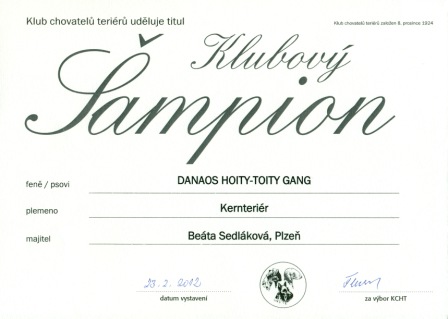 Klub chovatelů teriérů uděluje titul
Klub chovatelů teriérů založen 8. prosince 1924
Klubový
Šampion
feně / psovi DANAOS HOITY-TOITY GANG
plemeno Kernteriér
majitel Beáta Sedláková, Plzeň
23. 2. 2012
datum vystavení
za výbor KCHT